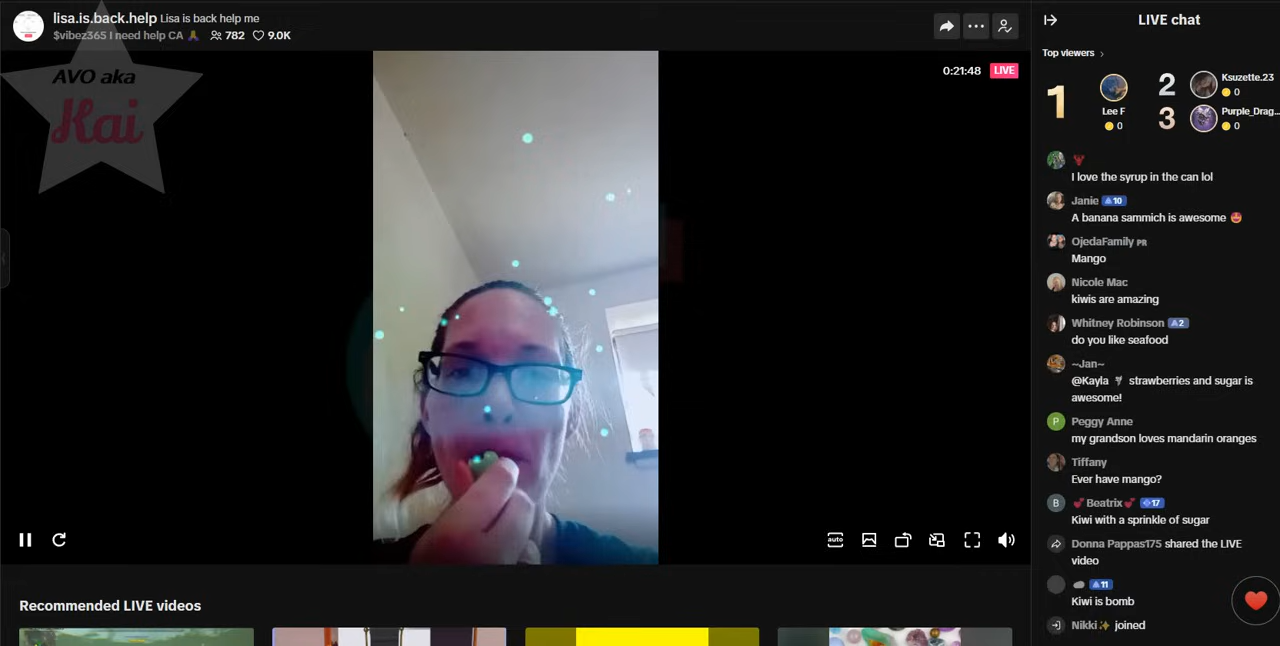 lisa.is.back.help Lisa is back help me
$vibez365 I need help CA 782 9.0K
AVO aka
Kai
0:21:48 LIVE
auto
Recommended LIVE videos
LIVE chat
Top viewers
1
Lee F
0
2
Ksuzette.23
0
3
Purple_Drag...
0
I love the syrup in the can lol
Janie 10
A banana sammich is awesome 🤩
OjedaFamily PR
Mango
Nicole Mac
kiwis are amazing
Whitney Robinson 2
do you like seafood
~Jan~
@Kayla strawberries and sugar is
awesome!
P
Peggy Anne
my grandson loves mandarin oranges
Tiffany
Ever have mango?
B
💕Beatrix💕 17
Kiwi with a sprinkle of sugar
Donna Pappas175 shared the LIVE
video
11
Kiwi is bomb
Nikki✨ joined